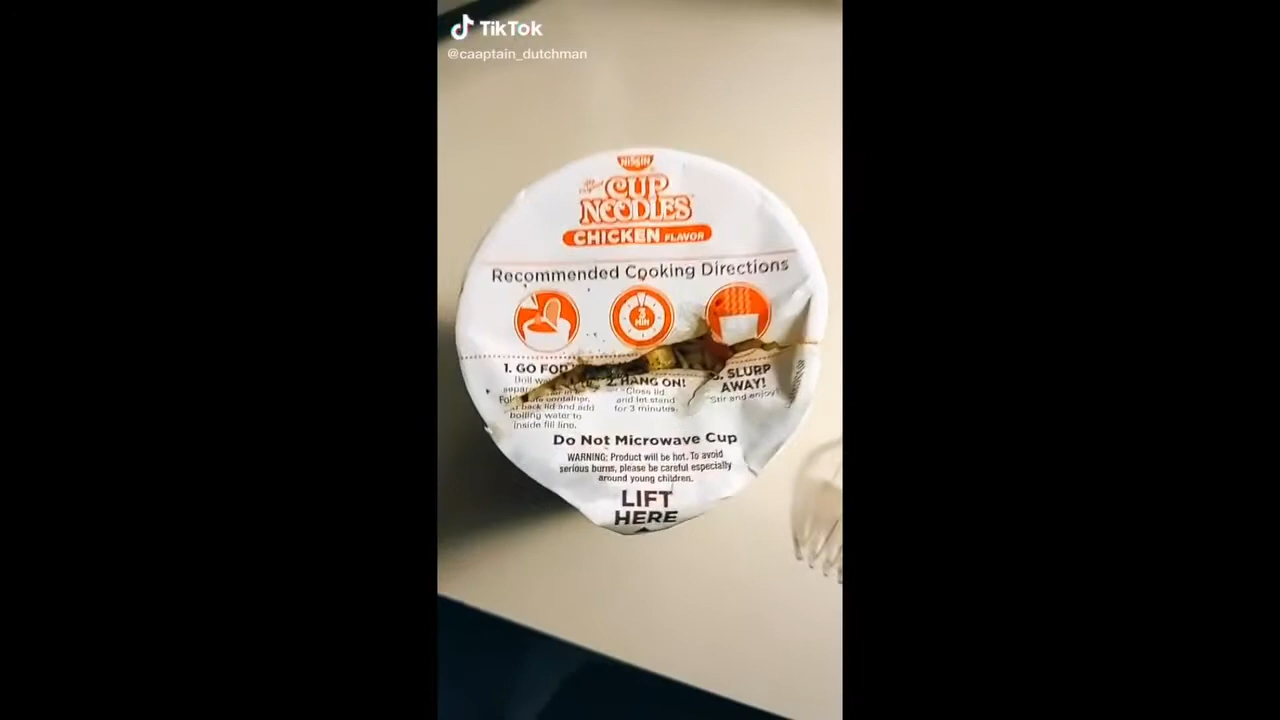 TikTok
@caaptain_dutchman
NISSIN
The Original
CUP
NOODLES
CHICKEN FLAVOR
Recommended Cooking Directions
3
MIN
1. GO FOR
2. HANG ON!
Close lid
and let stand
for 3 minutes.
SLURP
AWAY!
Stir and enjoy!
Boil
back lid and add
boiling water to
inside fill line.
Do Not Microwave Cup
WARNING: Product will be hot. To avoid
serious burns, please be careful especially
around young children.
LIFT
HERE